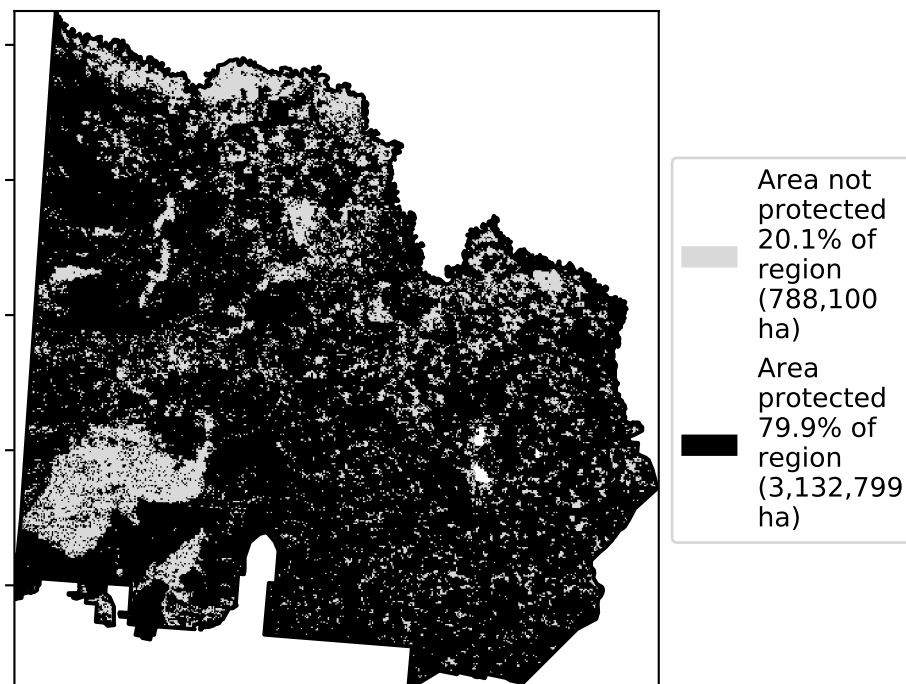 Area not
protected
20.1% of
region
(788,100
ha)
Area
protected
79.9% of
region
(3,132,799
ha)